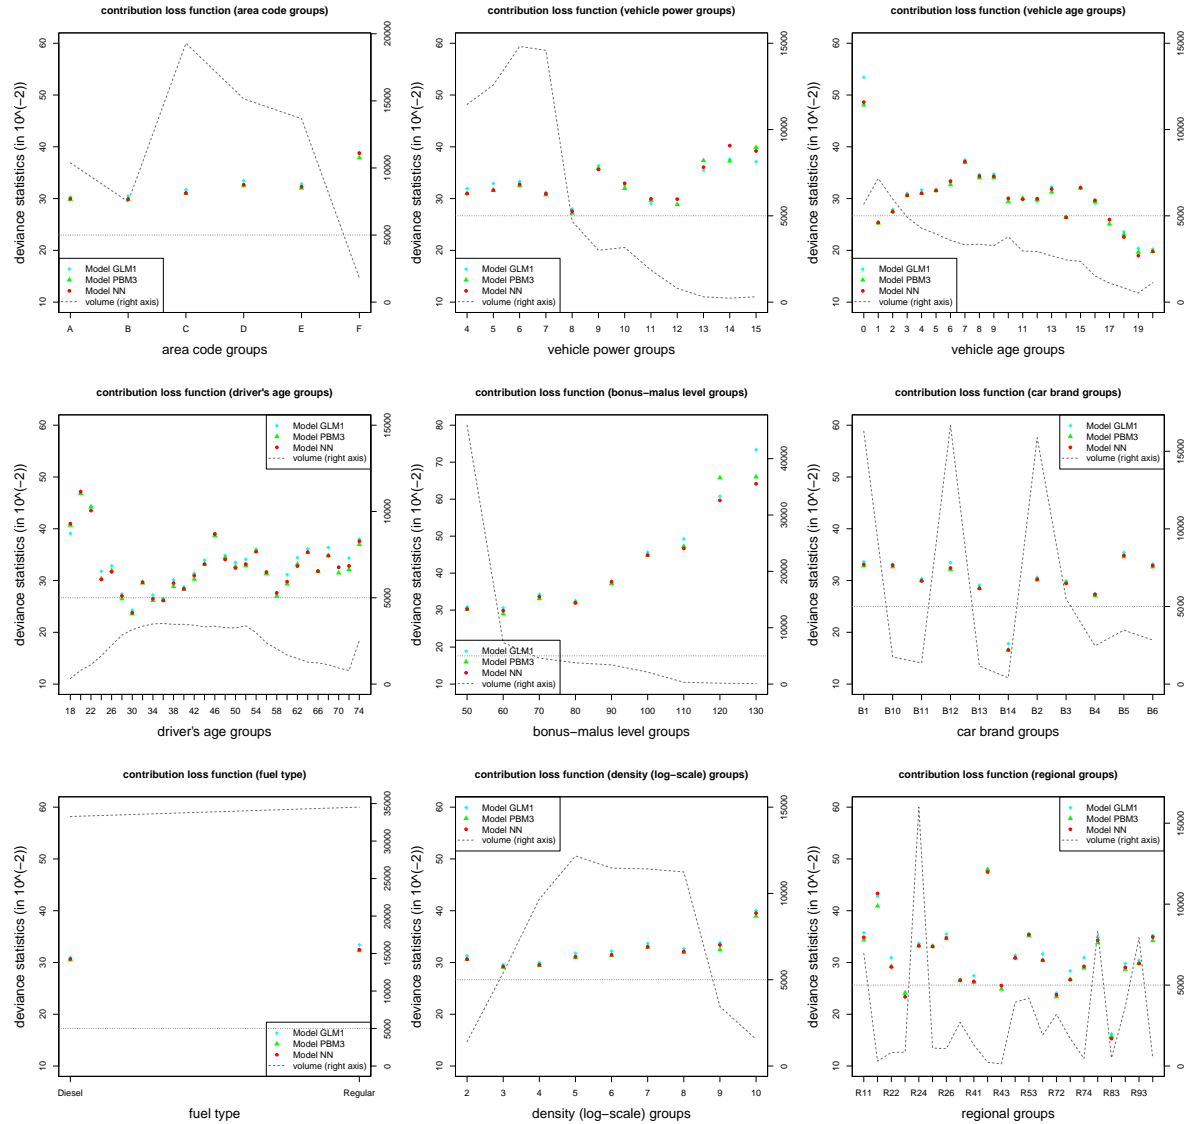 contribution loss function (area code groups)
deviance statistics (in 10^(−2))
10 20 30 40 50 60
0 5000 10000 15000 20000
Model GLM1
Model PBM3
Model NN
volume (right axis)
A B C D E F
area code groups
contribution loss function (vehicle power groups)
deviance statistics (in 10^(−2))
10 20 30 40 50 60
0 5000 10000 15000
Model GLM1
Model PBM3
Model NN
volume (right axis)
4 5 6 7 8 9 10 11 12 13 14 15
vehicle power groups
contribution loss function (vehicle age groups)
deviance statistics (in 10^(−2))
10 20 30 40 50 60
0 5000 10000 15000
Model GLM1
Model PBM3
Model NN
volume (right axis)
0 1 2 3 4 5 6 7 8 9 11 13 15 17 19
vehicle age groups
contribution loss function (driver's age groups)
deviance statistics (in 10^(−2))
10 20 30 40 50 60
0 5000 10000 15000
Model GLM1
Model PBM3
Model NN
volume (right axis)
18 22 26 30 34 38 42 46 50 54 58 62 66 70 74
driver's age groups
contribution loss function (bonus−malus level groups)
deviance statistics (in 10^(−2))
10 20 30 40 50 60 70 80
0 10000 20000 30000 40000
Model GLM1
Model PBM3
Model NN
volume (right axis)
50 60 70 80 90 100 110 120 130
bonus−malus level groups
contribution loss function (car brand groups)
deviance statistics (in 10^(−2))
10 20 30 40 50 60
0 5000 10000 15000
Model GLM1
Model PBM3
Model NN
volume (right axis)
B1 B10 B11 B12 B13 B14 B2 B3 B4 B5 B6
car brand groups
contribution loss function (fuel type)
deviance statistics (in 10^(−2))
10 20 30 40 50 60
0 5000 10000 15000 20000 25000 30000 35000
Model GLM1
Model PBM3
Model NN
volume (right axis)
Diesel Regular
fuel type
contribution loss function (density (log−scale) groups)
deviance statistics (in 10^(−2))
10 20 30 40 50 60
0 5000 10000 15000
Model GLM1
Model PBM3
Model NN
volume (right axis)
2 3 4 5 6 7 8 9 10
density (log−scale) groups
contribution loss function (regional groups)
deviance statistics (in 10^(−2))
10 20 30 40 50 60
0 5000 10000 15000
Model GLM1
Model PBM3
Model NN
volume (right axis)
R11 R22 R24 R26 R41 R43 R53 R72 R74 R83 R93
regional groups